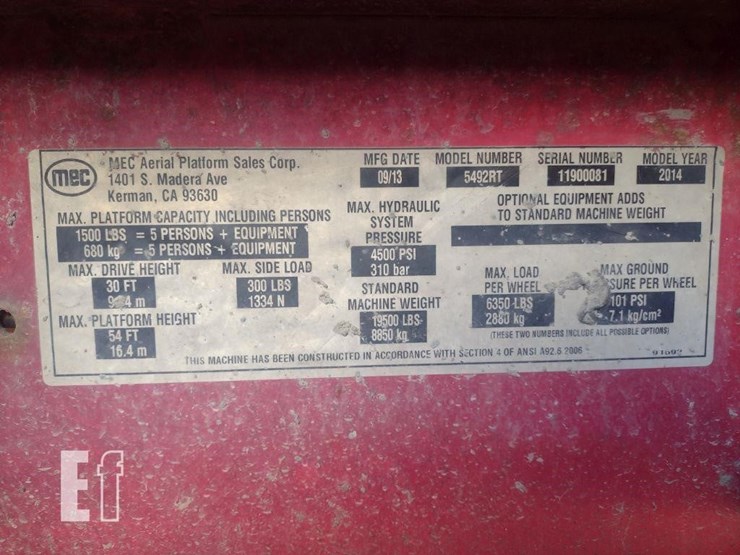 mec
MEC Aerial Platform Sales Corp.
1401 S. Madera Ave
Kerman, CA 93630
MFG DATE
09/13
MODEL NUMBER
5492RT
SERIAL NUMBER
11900081
MODEL YEAR
2014
MAX. PLATFORM CAPACITY INCLUDING PERSONS
1500 LBS = 5 PERSONS + EQUIPMENT
680 kg = 5 PERSONS + EQUIPMENT
MAX. DRIVE HEIGHT
30 FT
MAX. SIDE LOAD
300 LBS
1334 N
MAX. PLATFORM HEIGHT
54 FT
16.4 m
MAX. HYDRAULIC
SYSTEM
PRESSURE
4500 PSI
310 bar
STANDARD
MACHINE WEIGHT
19500 LBS
8850 kg
OPTIONAL EQUIPMENT ADDS
TO STANDARD MACHINE WEIGHT
MAX. LOAD
PER WHEEL
6350 LBS
2880 kg
MAX GROUND
SURE PER WHEEL
101 PSI
7.1 kg/cm²
(THESE TWO NUMBERS INCLUDE ALL POSSIBLE OPTIONS)
THIS MACHINE HAS BEEN CONSTRUCTED IN ACCORDANCE WITH SECTION 4 OF ANSI A92.6 2006
Ef